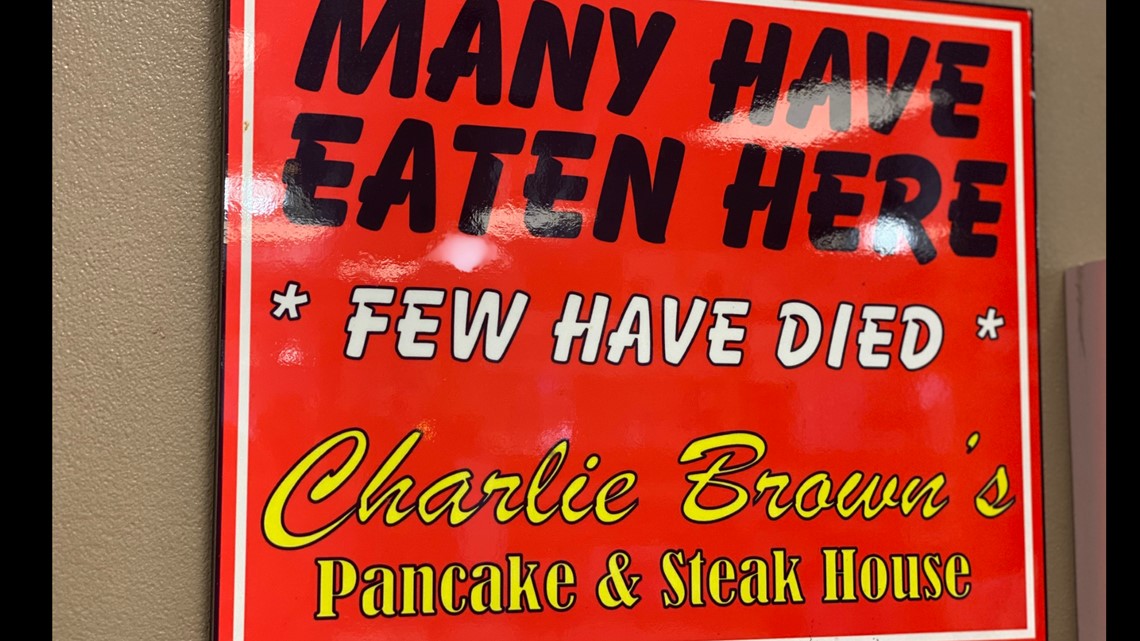 MANY HAVE
EATEN HERE
* FEW HAVE DIED *
Charlie Brown's
Pancake & Steak House